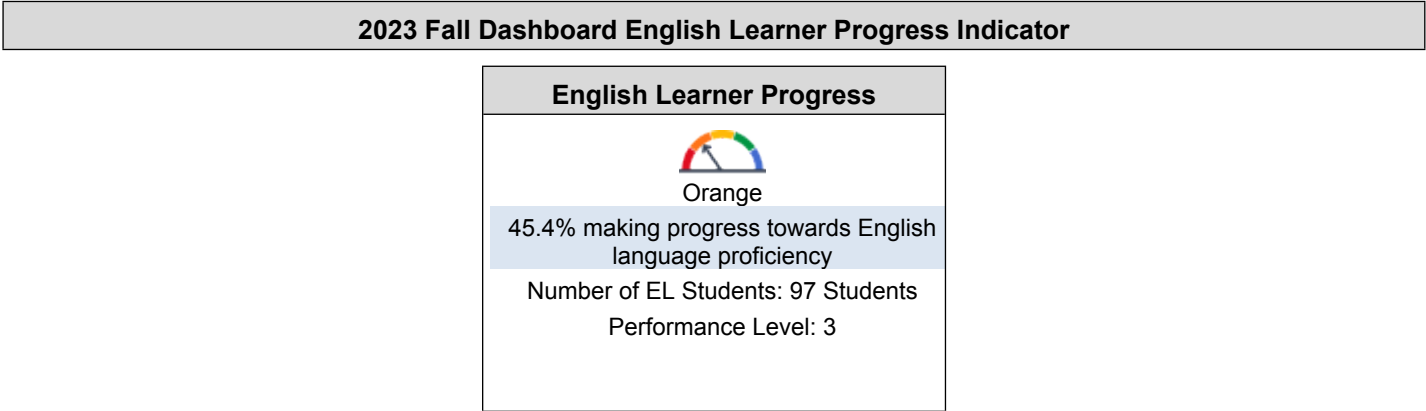 2023 Fall Dashboard English Learner Progress Indicator
English Learner Progress
Orange
45.4% making progress towards English
language proficiency
Number of EL Students: 97 Students
Performance Level: 3